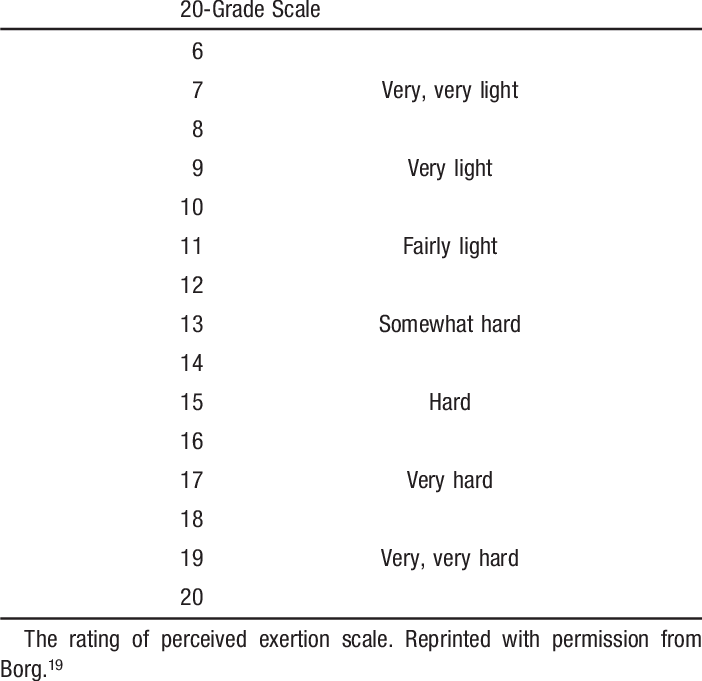 20-Grade Scale
6
7 Very, very light
8
9 Very light
10
11 Fairly light
12
13 Somewhat hard
14
15 Hard
16
17 Very hard
18
19 Very, very hard
20
The rating of perceived exertion scale. Reprinted with permission from
Borg.19